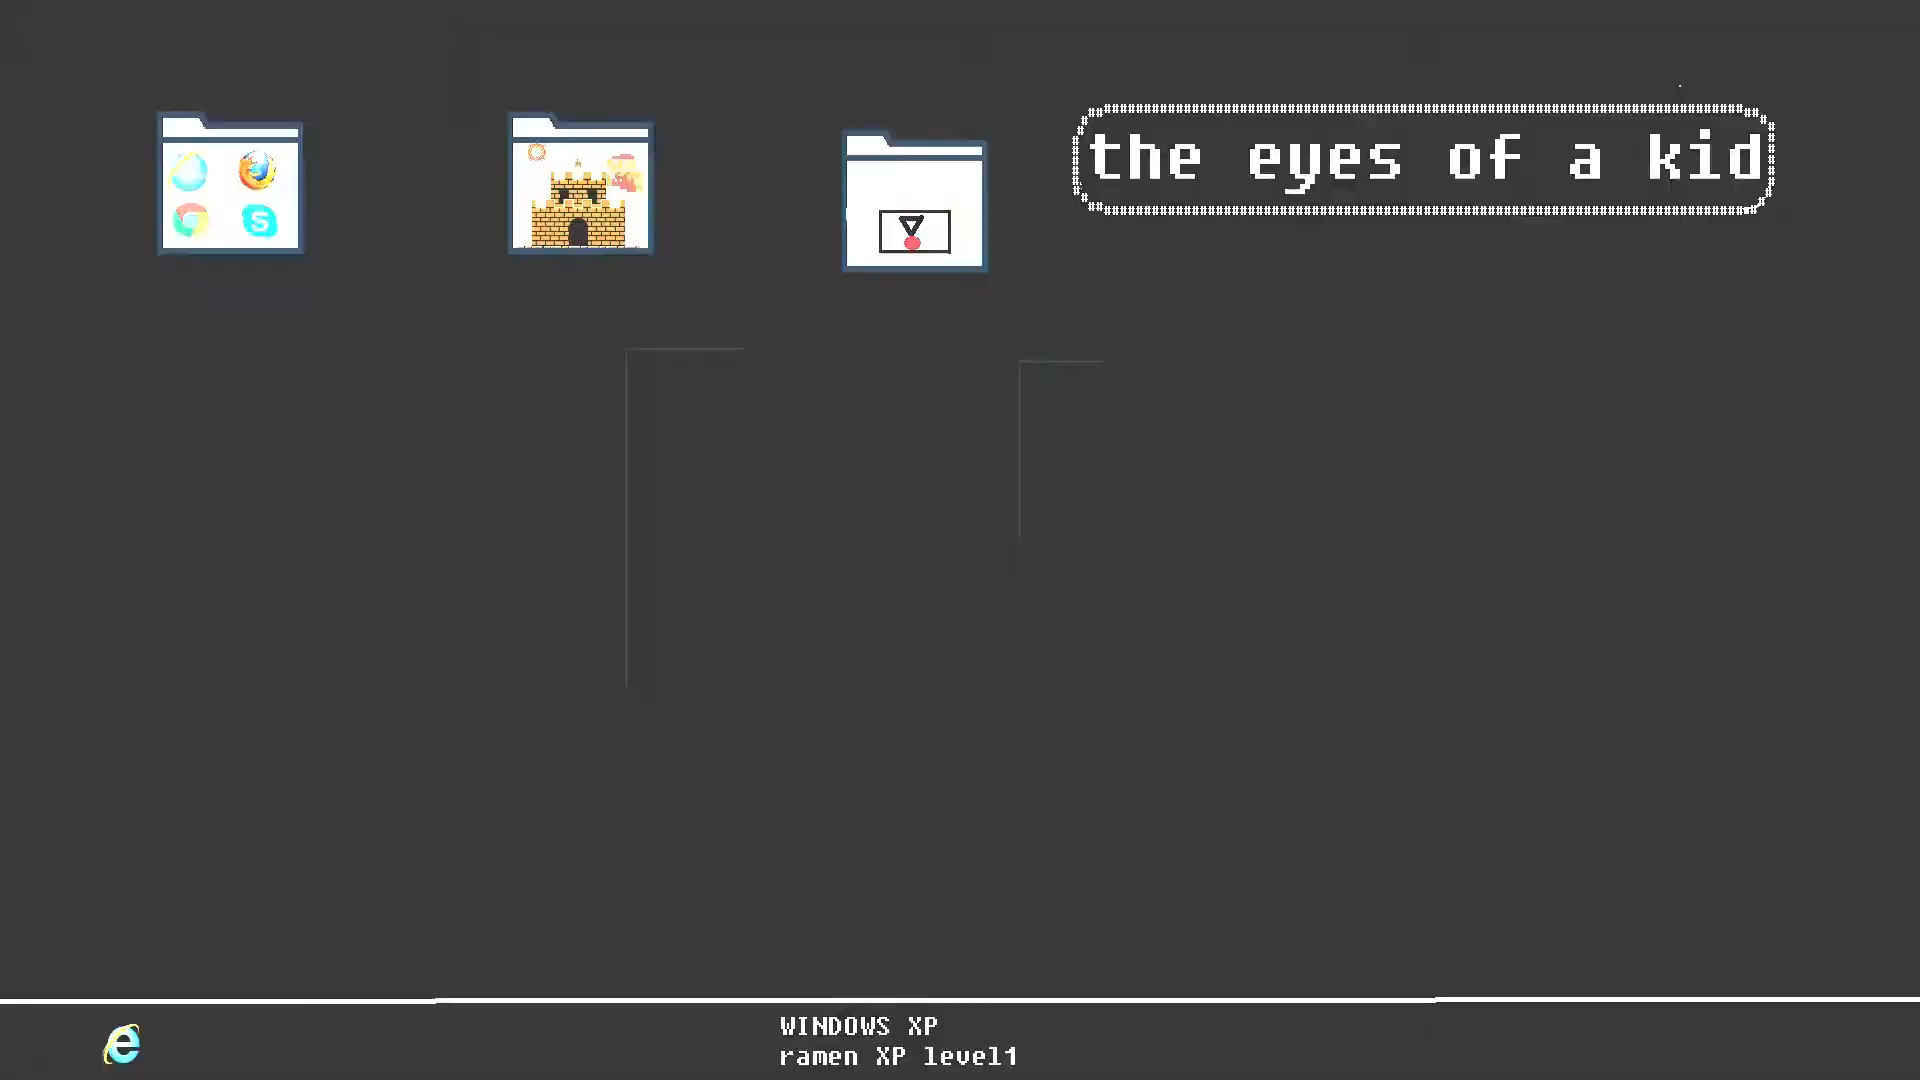 the eyes of a kid
WINDOWS XP
ramen XP level1